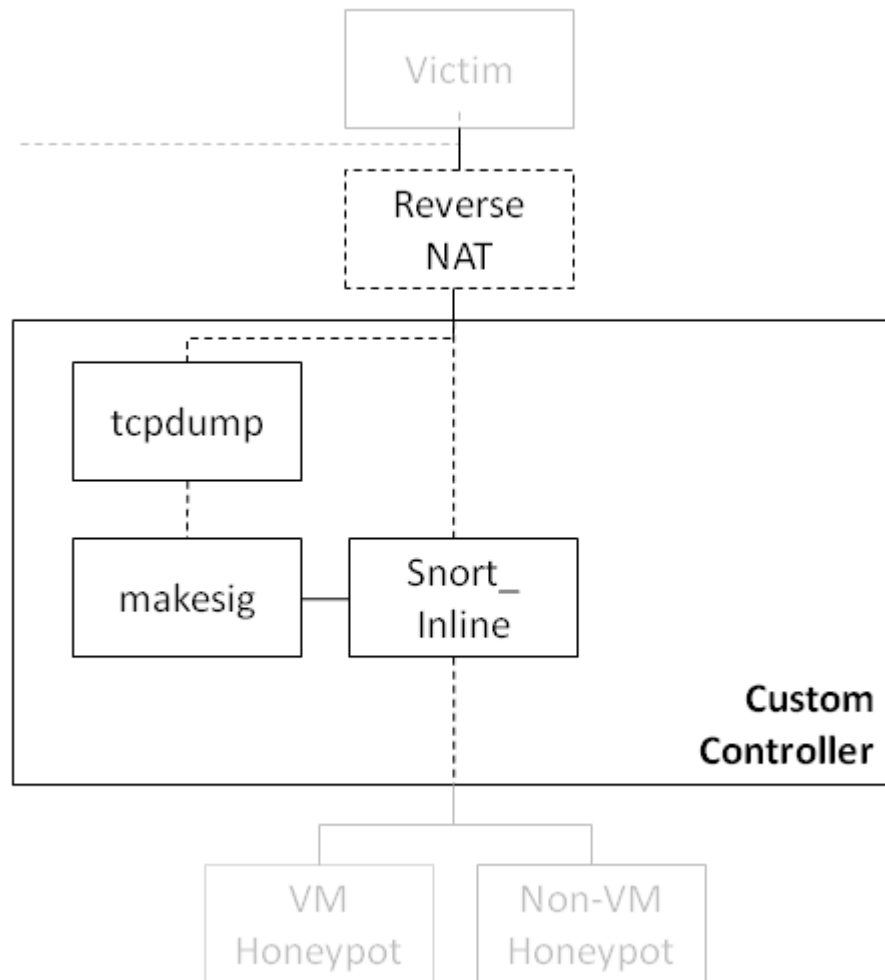 Victim
Reverse
NAT
tcpdump
makesig
Snort_
Inline
Custom
Controller
VM
Honeypot
Non-VM
Honeypot